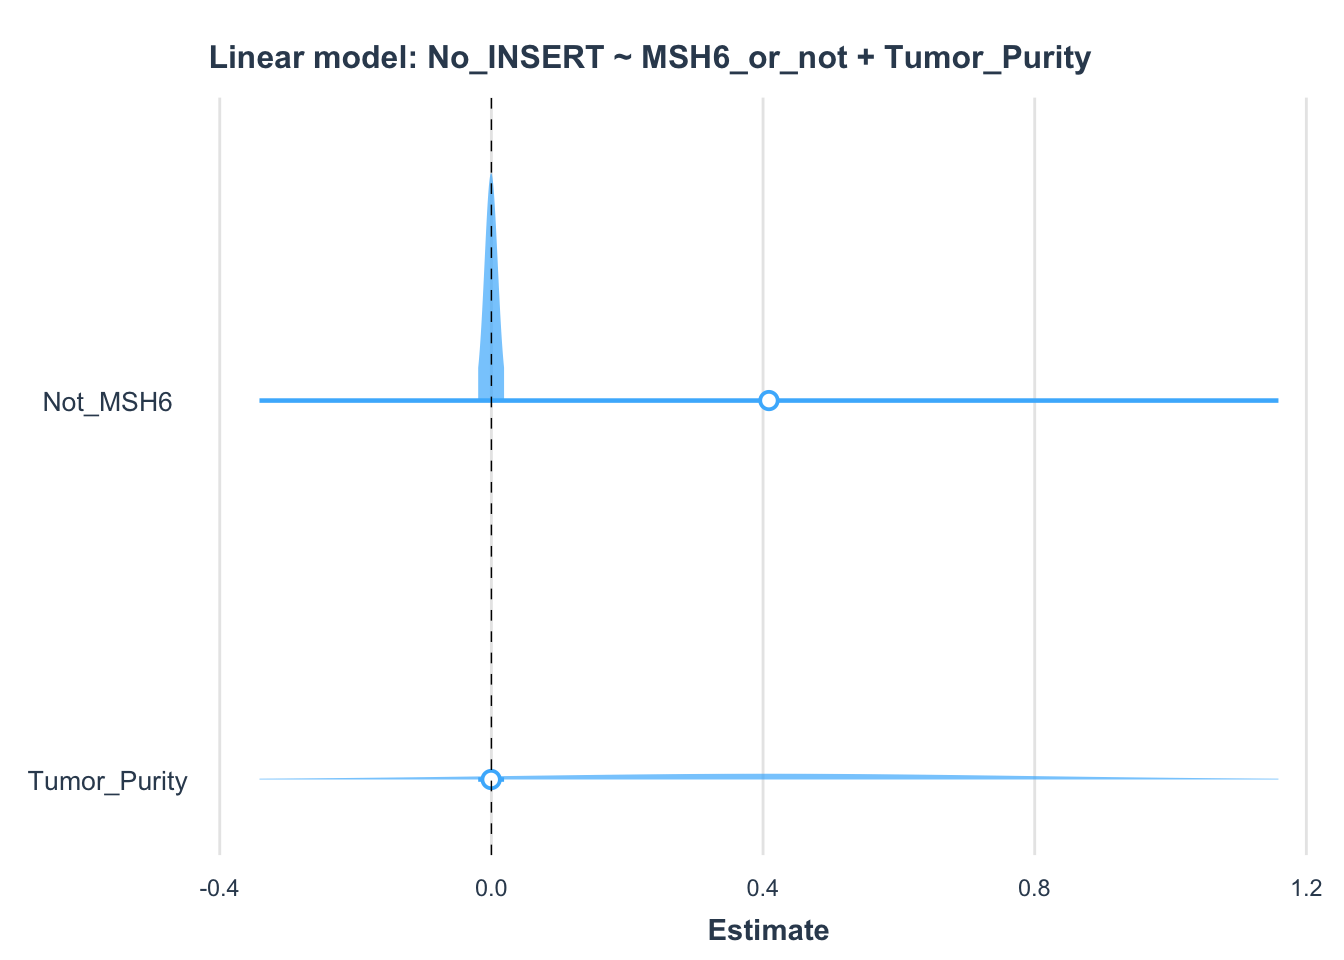 Linear model: No_INSERT ~ MSH6_or_not + Tumor_Purity
Not_MSH6
Tumor_Purity
-0.4 0.0 0.4 0.8 1.2
Estimate